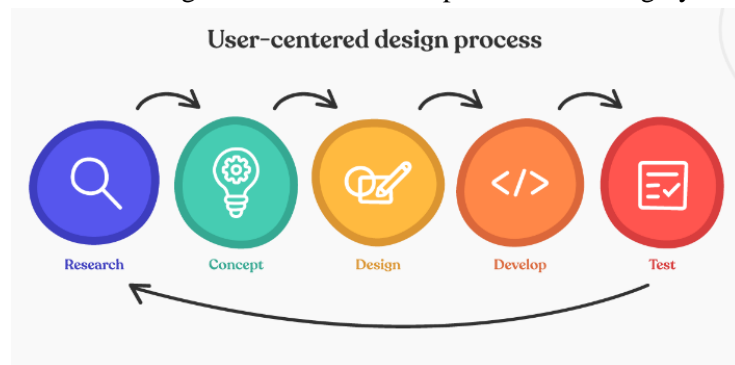 User-centered design process
</>
Research
Concept
Design
Develop
Test